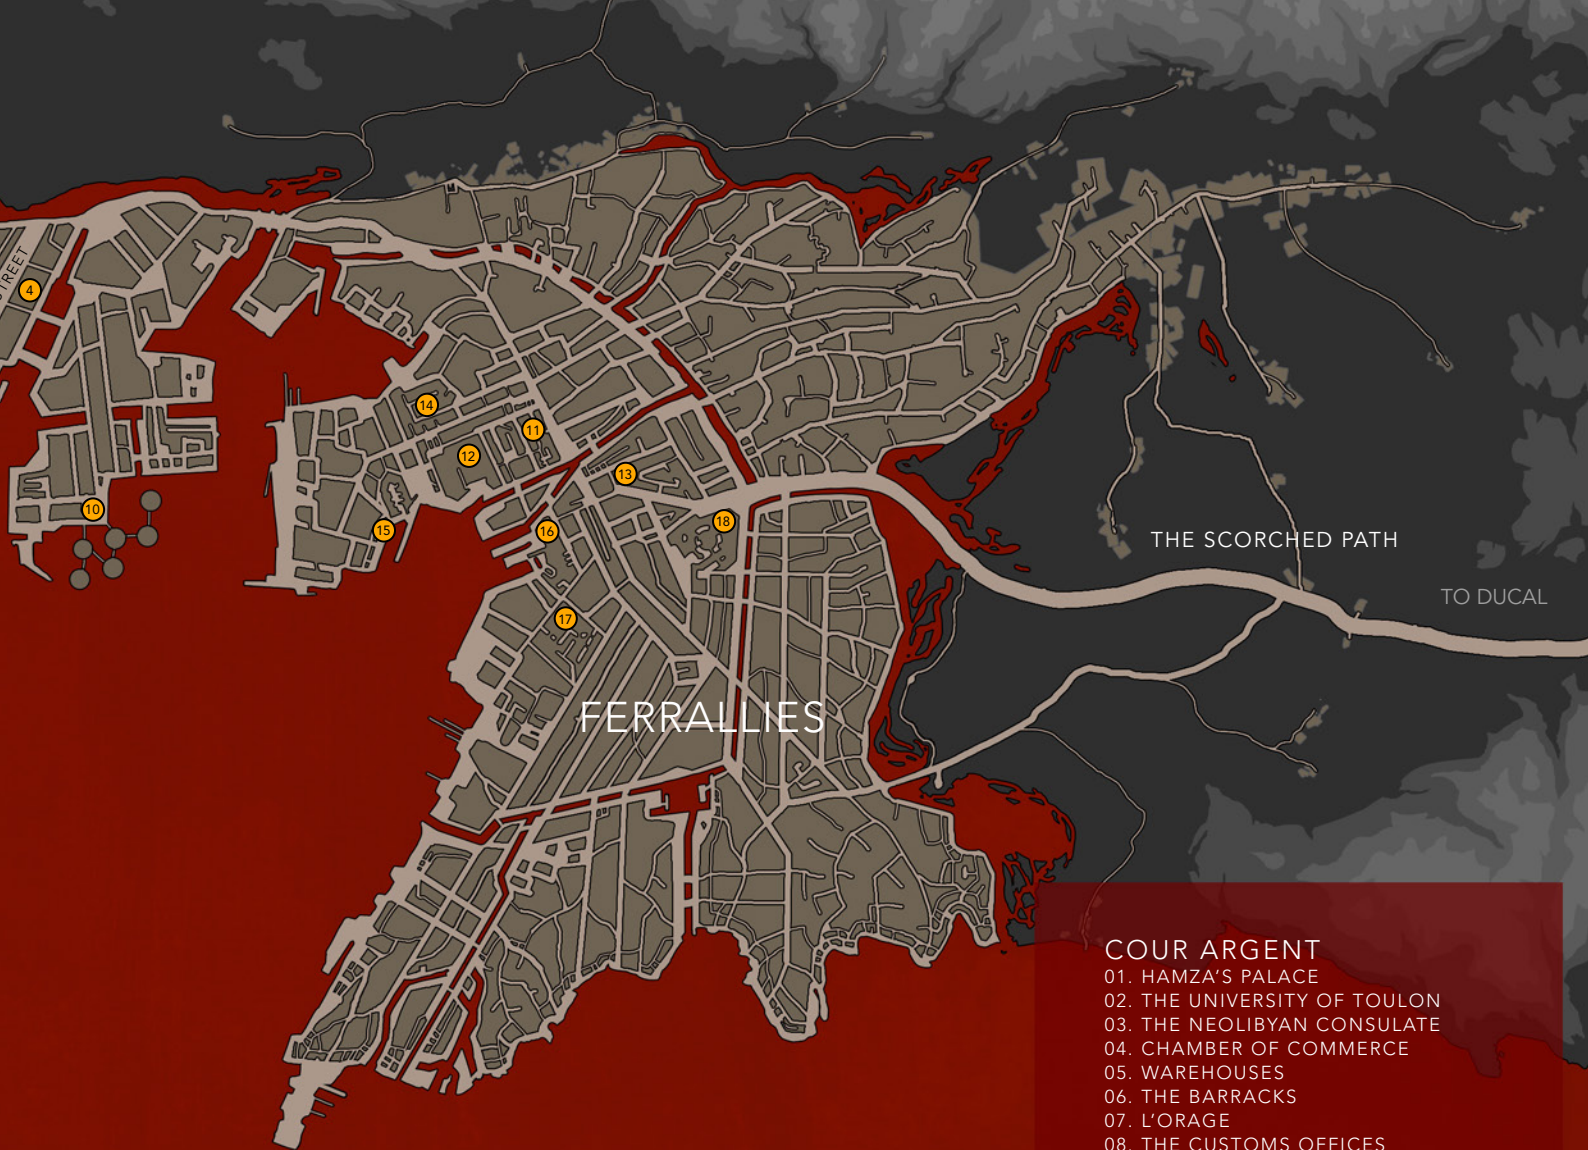 TREET
4
14
11
12
13
10
15
16
18
17
THE SCORCHED PATH
TO DUCAL
FERRALLIES
COUR ARGENT
01. HAMZA'S PALACE
02. THE UNIVERSITY OF TOULON
03. THE NEOLIBYAN CONSULATE
04. CHAMBER OF COMMERCE
05. WAREHOUSES
06. THE BARRACKS
07. L'ORAGE
08. THE CUSTOMS OFFICES